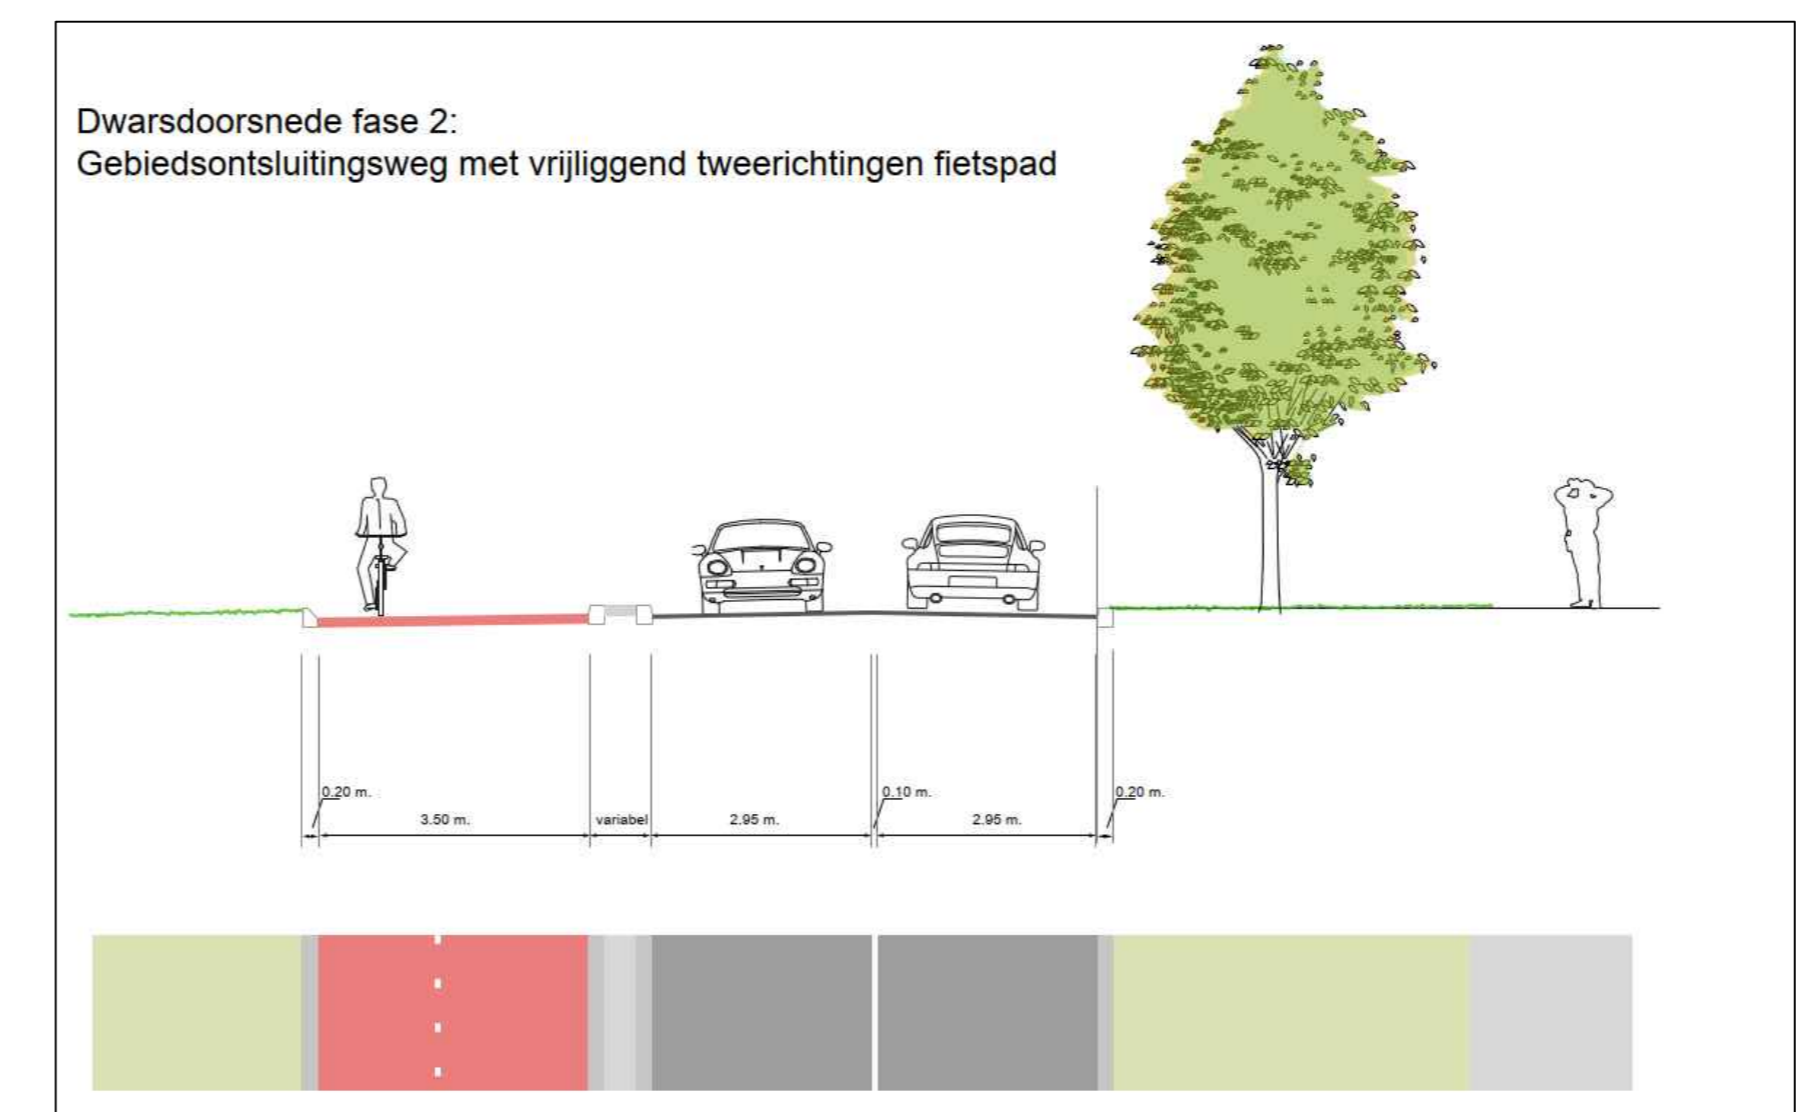 Dwarsdoorsnede fase 2:
Gebiedsontsluitingsweg met vrijliggend tweerichtingen fietspad
0.20 m.
0.10 m.
0.20 m.
3.50 m.
variabel
2.95 m.
2.95 m.